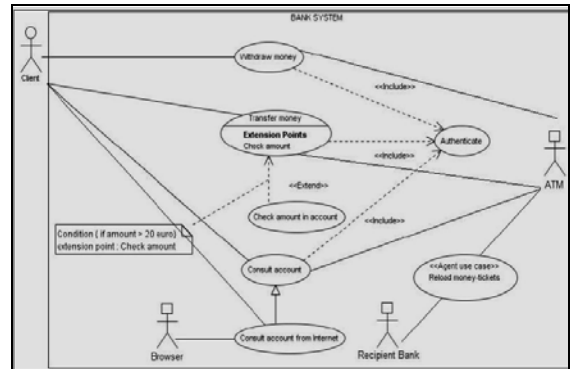 BANK SYSTEM
Client
Withdraw money
<<Include>>
Transfer money
Extension Points
Check amount
Authenticate
<<Include>>
ATM
<<Extend>>
Check amount in account
<<Include>>
Condition ( if amount > 20 euro)
extension point : Check amount
Consult account
<<Agent use case>>
Reload money-tickets
Consult account from Internet
Browser
Recipient Bank